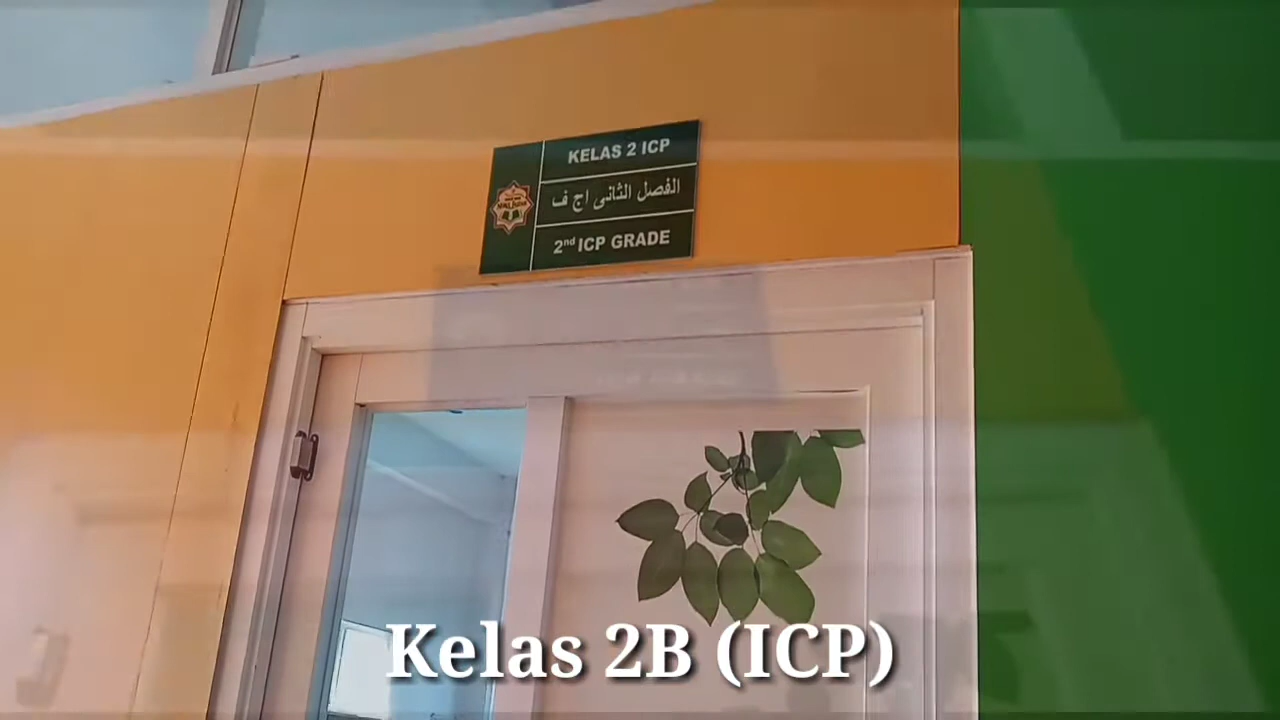 KELAS 2 ICP
الفصل الثانى اج ف
2nd ICP GRADE
Kelas 2B (ICP)